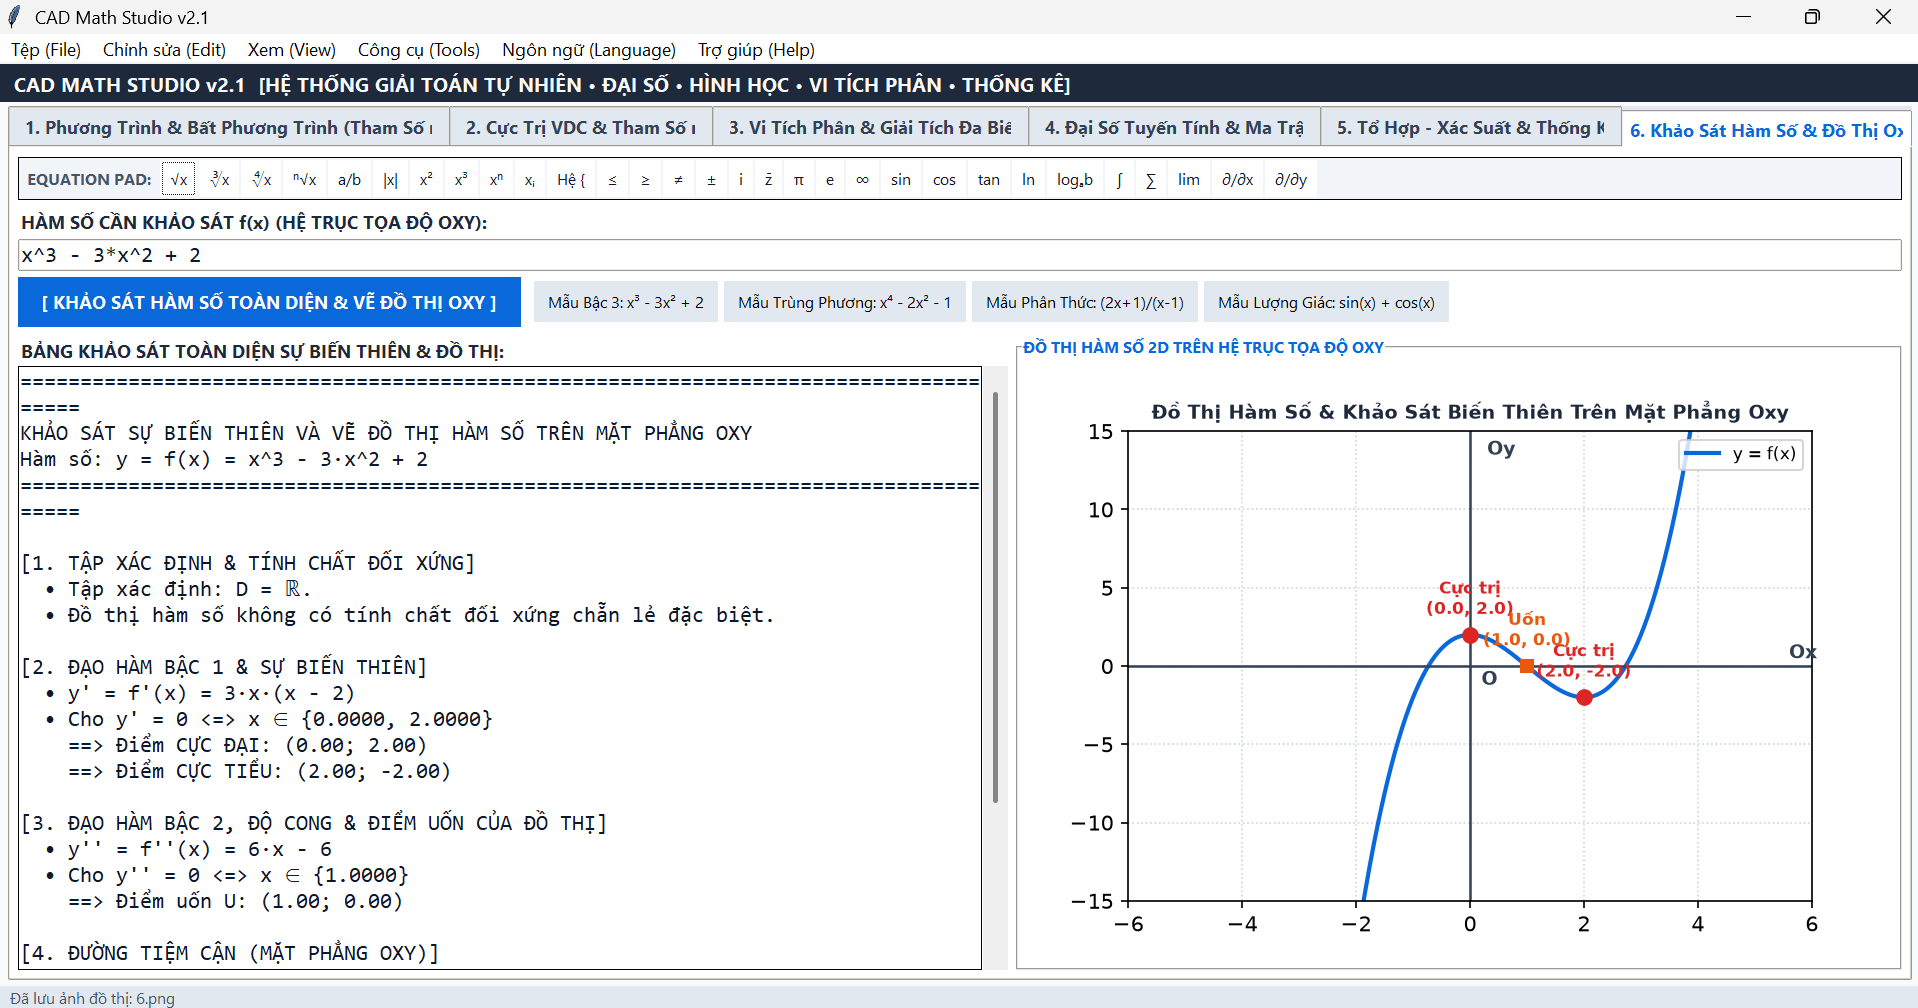 CAD Math Studio v2.1
Tệp (File) Chỉnh sửa (Edit) Xem (View) Công cụ (Tools) Ngôn ngữ (Language) Trợ giúp (Help)
CAD MATH STUDIO v2.1 [HỆ THỐNG GIẢI TOÁN TỰ NHIÊN • ĐẠI SỐ • HÌNH HỌC • VI TÍCH PHÂN • THỐNG KÊ]
1. Phương Trình & Bất Phương Trình (Tham Số 2. Cực Trị VDC & Tham Số 3. Vi Tích Phân & Giải Tích Đa 4. Đại Số Tuyến Tính & Ma 5. Tổ Hợp - Xác Suất & Thống 6. Khảo Sát Hàm Số & Đồ Thị
EQUATION PAD: √x ∛x ∜x ⁿ√x a/b |x| x² x³ xⁿ xᵢ Hệ { ≤ ≥ ≠ ± i z̄ π e ∞ sin cos tan ln logₐb ∫ ∑ lim ∂/∂x ∂/∂y
HÀM SỐ CẦN KHẢO SÁT f(x) (HỆ TRỤC TỌA ĐỘ OXY):
x^3 - 3*x^2 + 2
[ KHẢO SÁT HÀM SỐ TOÀN DIỆN & VẼ ĐỒ THỊ OXY ] Mẫu Bậc 3: x³ - 3x² + 2 Mẫu Trùng Phương: x⁴ - 2x² - 1 Mẫu Phân Thức: (2x+1)/(x-1) Mẫu Lượng Giác: sin(x) + cos(x)
BẢNG KHẢO SÁT TOÀN DIỆN SỰ BIẾN THIÊN & ĐỒ THỊ:
================================================================================
=====
KHẢO SÁT SỰ BIẾN THIÊN VÀ VẼ ĐỒ THỊ HÀM SỐ TRÊN MẶT PHẲNG OXY
Hàm số: y = f(x) = x^3 - 3·x^2 + 2
================================================================================
=====
[1. TẬP XÁC ĐỊNH & TÍNH CHẤT ĐỐI XỨNG]
• Tập xác định: D = ℝ.
• Đồ thị hàm số không có tính chất đối xứng chẵn lẻ đặc biệt.
[2. ĐẠO HÀM BẬC 1 & SỰ BIẾN THIÊN]
• y' = f'(x) = 3·x·(x - 2)
• Cho y' = 0 <=> x ∈ {0.0000, 2.0000}
==> Điểm CỰC ĐẠI: (0.00; 2.00)
==> Điểm CỰC TIỂU: (2.00; -2.00)
[3. ĐẠO HÀM BẬC 2, ĐỘ CONG & ĐIỂM UỐN CỦA ĐỒ THỊ]
• y'' = f''(x) = 6·x - 6
• Cho y'' = 0 <=> x ∈ {1.0000}
==> Điểm uốn U: (1.00; 0.00)
[4. ĐƯỜNG TIỆM CẬN (MẶT PHẲNG OXY)]
ĐỒ THỊ HÀM SỐ 2D TRÊN HỆ TRỤC TỌA ĐỘ OXY
Đồ Thị Hàm Số & Khảo Sát Biến Thiên Trên Mặt Phẳng Oxy
15
Oy
y = f(x)
10
5
Cực trị
(0.0, 2.0)
Uốn
(1.0, 0.0)
Cực trị
(2.0, -2.0)
Ox
0
O
−5
−10
−15
−6 −4 −2 0 2 4 6
Đã lưu ảnh đồ thị: 6.png